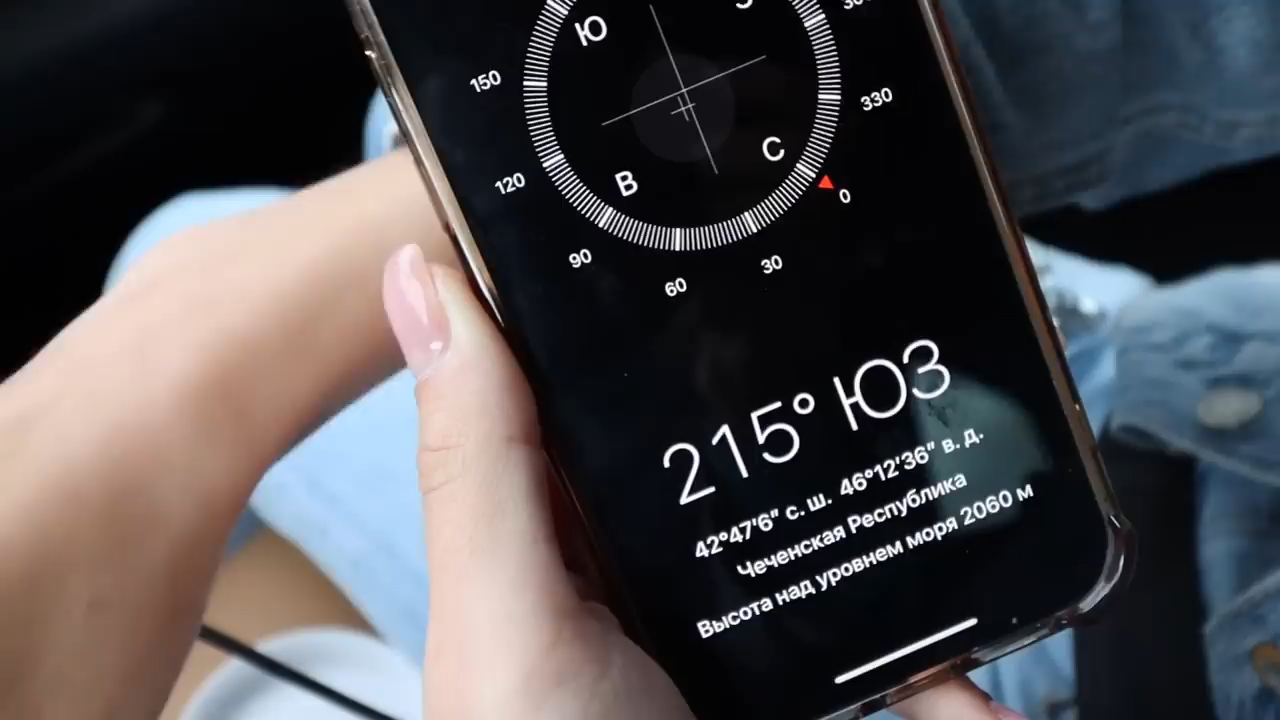 Ю
150
330
С
120
В
0
90
30
60
215° ЮЗ
42°47'6" с. ш. 46°12'36" в. д.
Чеченская Республика
Высота над уровнем моря 2060 м